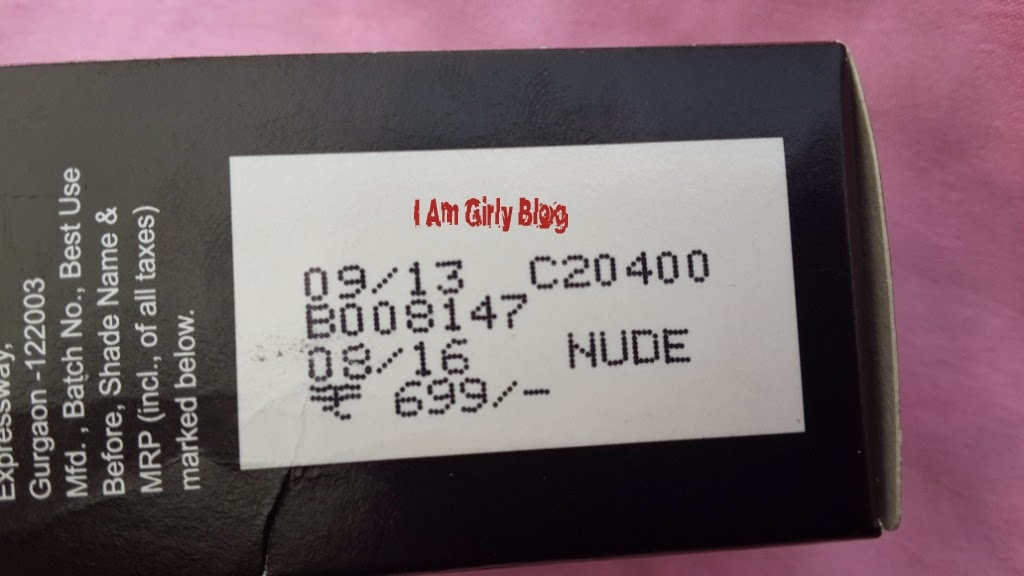 Expressway,
Gurgaon -122003
Mfd. , Batch No., Best Use
Before, Shade Name &
MRP (incl., of all taxes)
marked below.
I Am Girly Blog
09/13 C20400
B008147
08/16 NUDE
₹ 699/-